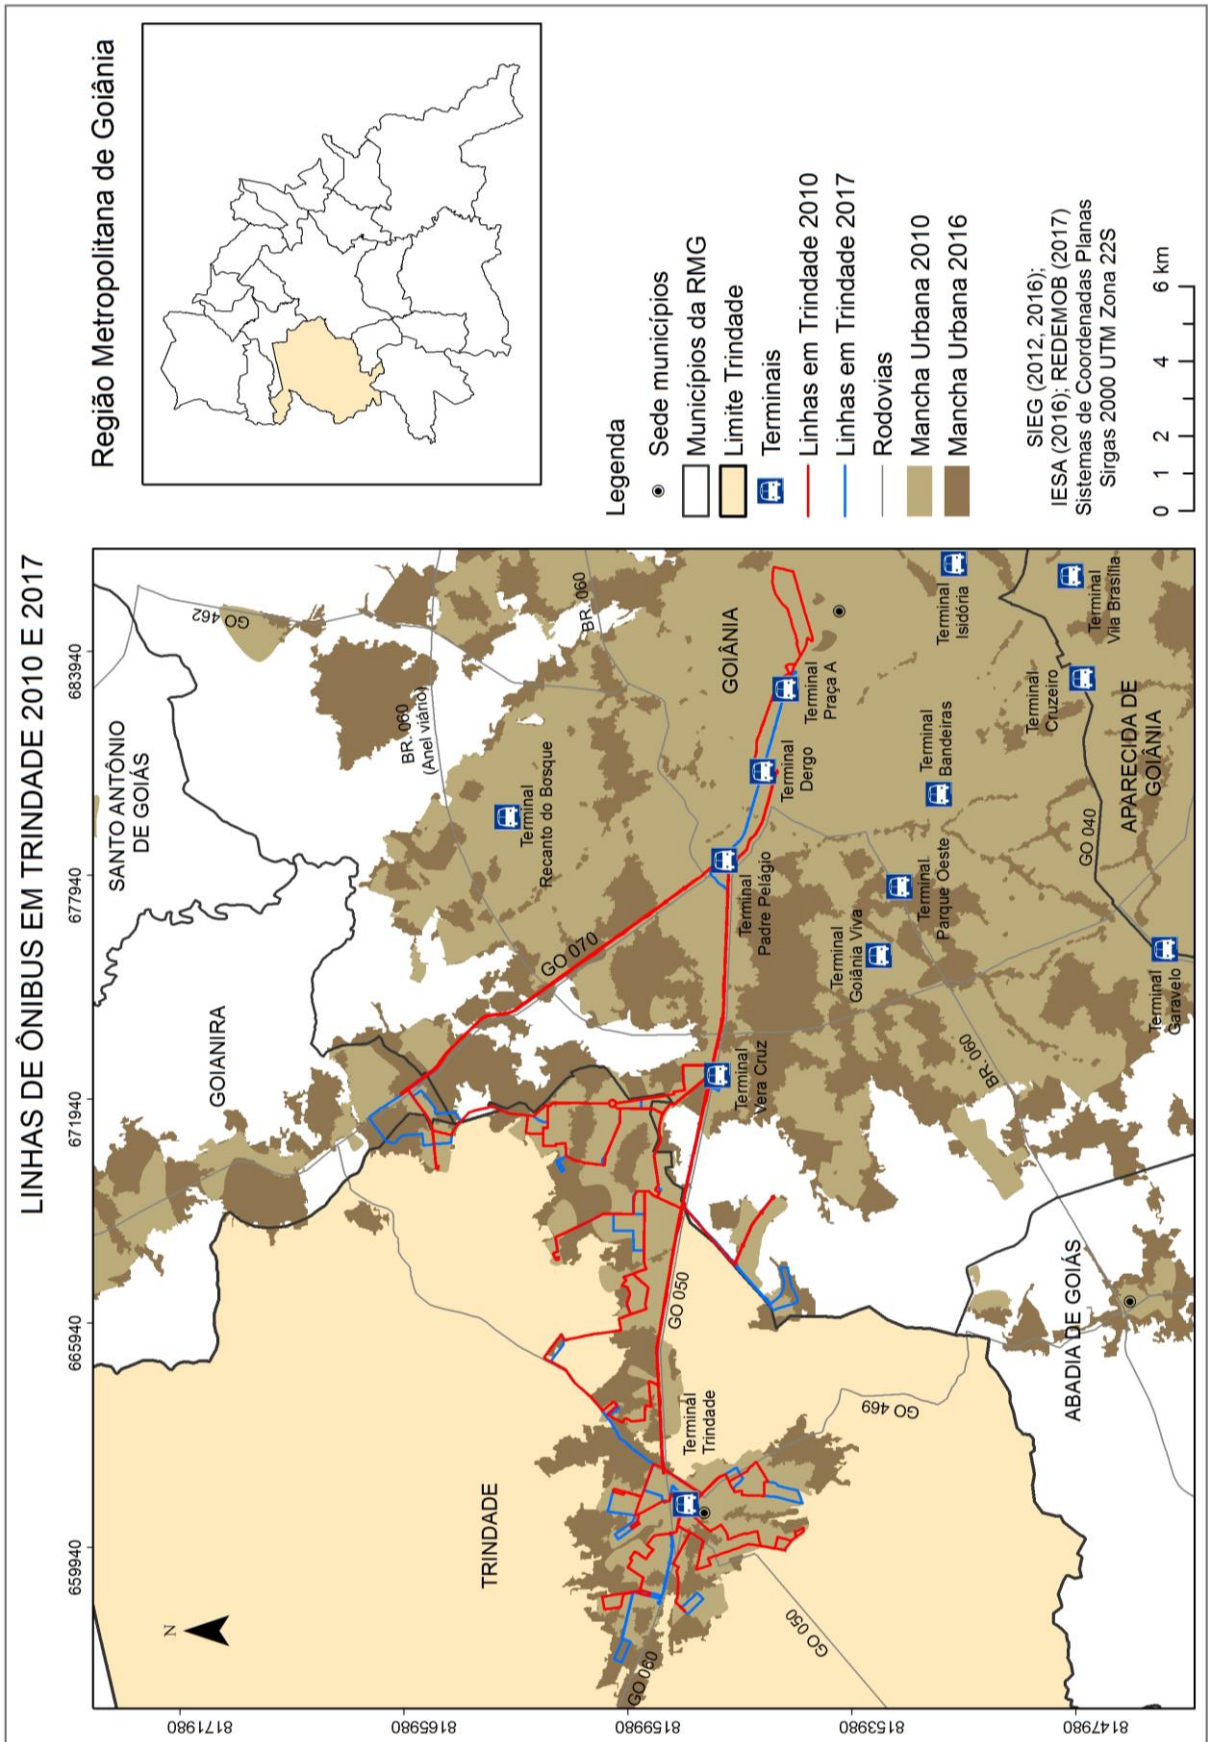 LINHAS DE ÔNIBUS EM TRINDADE 2010 E 2017
659940
665940
671940
677940
683940
8171980
8165980
8159980
8153980
8147980
N
SANTO ANTÔNIO
DE GOIÁS
GO 462
GOIANIRA
BR. 060
(Anel viário)
BR. 060
Terminal
Recanto do Bosque
GO 070
GOIÂNIA
TRINDADE
Terminal
Praça A
Terminal
Dergo
Terminal
Padre Pelágio
Terminal
Vera Cruz
GO 050
Terminal
Trindade
GO 060
GO 050
GO 469
Terminal
Goiânia Viva
Terminal
Parque Oeste
Terminal
Bandeiras
Terminal
Isidória
Terminal
Cruzeiro
Terminal
Vila Brasília
GO 040
APARECIDA DE
GOIÂNIA
Terminal
Garavelo
BR. 060
ABADIA DE GOIÁS
Região Metropolitana de Goiânia
Legenda
Sede municípios
Municípios da RMG
Limite Trindade
Terminais
Linhas em Trindade 2010
Linhas em Trindade 2017
Rodovias
Mancha Urbana 2010
Mancha Urbana 2016
SIEG (2012, 2016);
IESA (2016); REDEMOB (2017)
Sistemas de Coordenadas Planas
Sirgas 2000 UTM Zona 22S
0 1 2 4 6 km